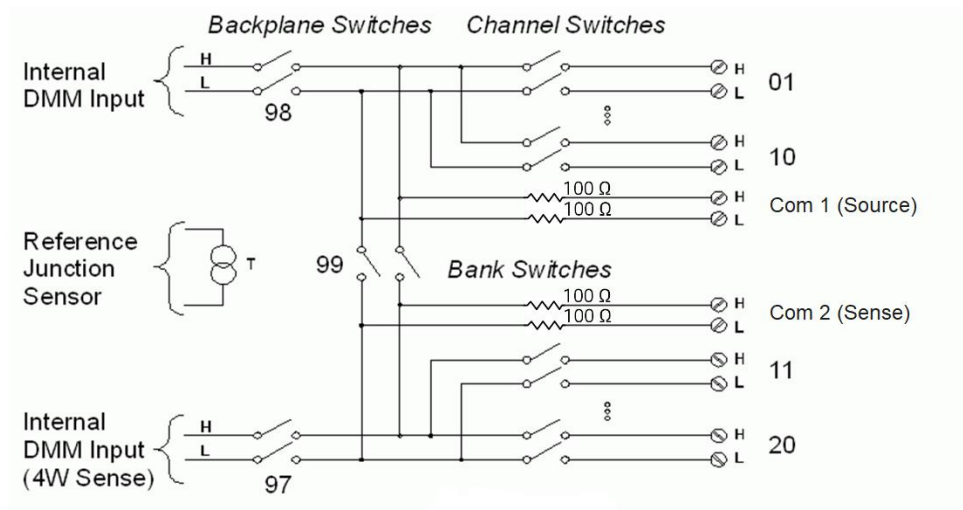 Backplane Switches Channel Switches
Internal
DMM Input
H
L
98
H
L
01
H
L
10
100 Ω
100 Ω
H
L
Com 1 (Source)
Reference
Junction
Sensor
T
99
Bank Switches
100 Ω
100 Ω
H
L
Com 2 (Sense)
H
L
11
Internal
DMM Input
(4W Sense)
H
L
97
H
L
20